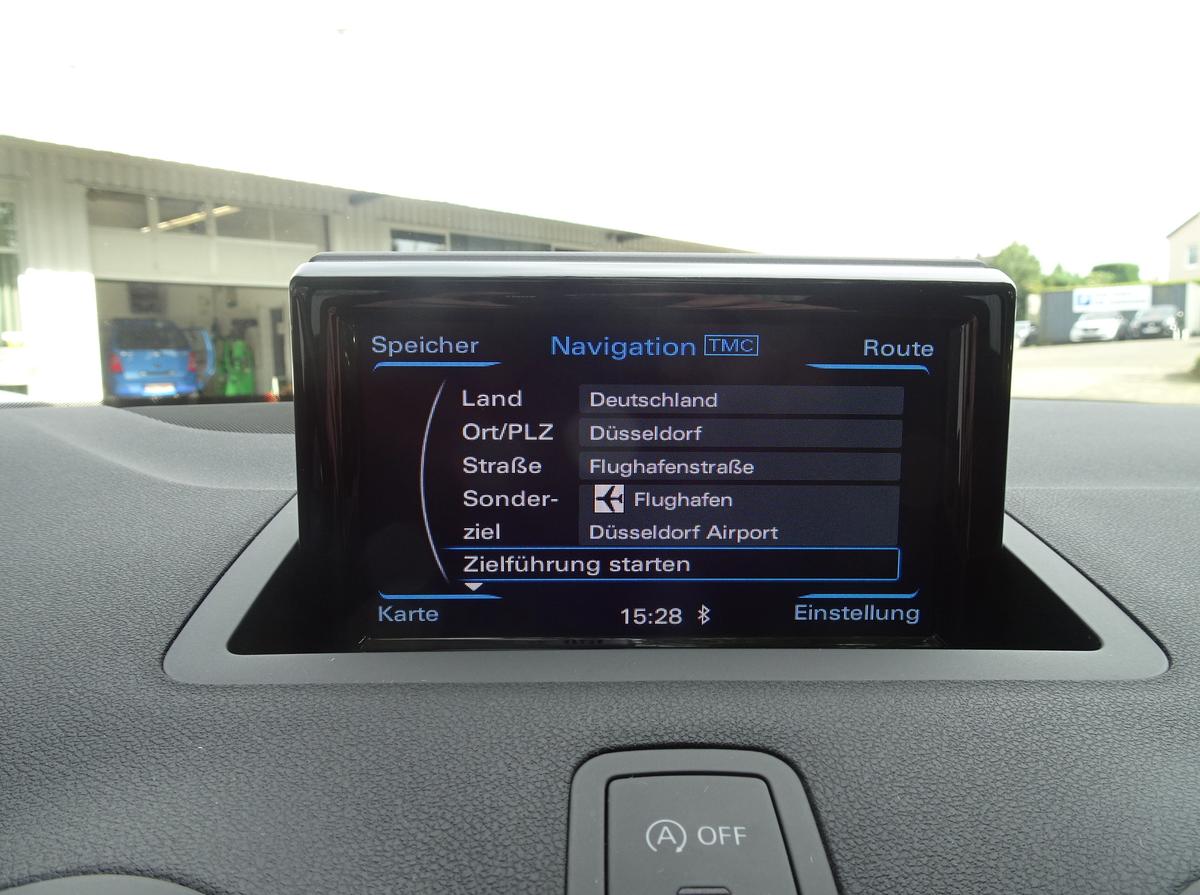 Speicher Navigation TMC Route
Land Deutschland
Ort/PLZ Düsseldorf
Straße Flughafenstraße
Sonder- Flughafen
ziel Düsseldorf Airport
Zielführung starten
Karte 15:28 Einstellung
A OFF